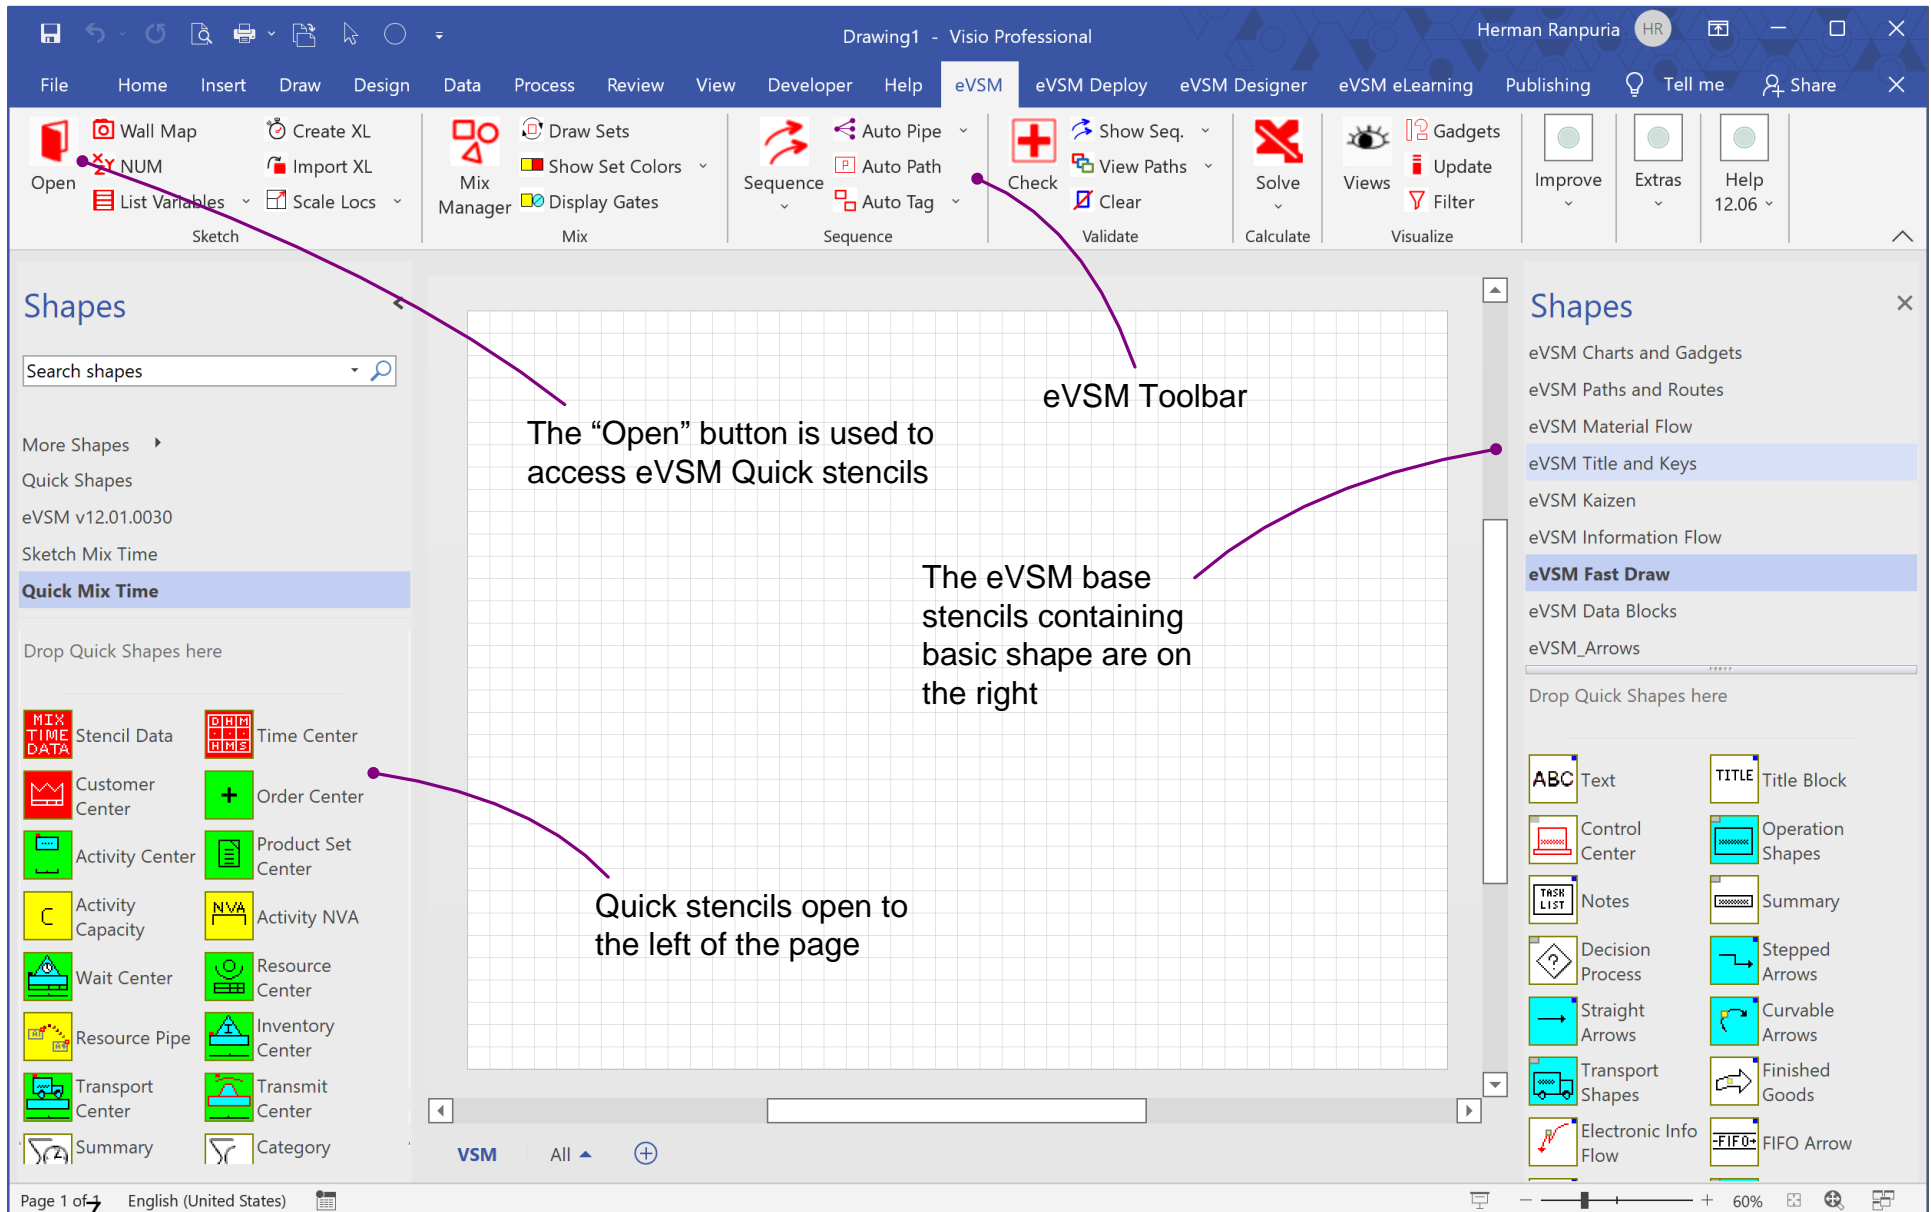 Drawing1 - Visio Professional
Herman Ranpuria
HR
File Home Insert Draw Design Data Process Review View Developer Help eVSM eVSM Deploy eVSM Designer eVSM eLearning Publishing Tell me Share
Open
Wall Map
NUM
List Variables
Create XL
Import XL
Scale Locs
Sketch
Mix
Manager
Draw Sets
Show Set Colors
Display Gates
Mix
Sequence
Auto Pipe
Auto Path
Auto Tag
Sequence
Check
Show Seq.
View Paths
Clear
Validate
Solve
Calculate
Views
Gadgets
Update
Filter
Visualize
Improve
Extras
Help
12.06
Shapes
Search shapes
More Shapes
Quick Shapes
eVSM v12.01.0030
Sketch Mix Time
Quick Mix Time
Drop Quick Shapes here
MIX
TIME
DATA
Stencil Data
DHM
HMS
Time Center
Customer
Center
Order Center
Activity Center
Product Set
Center
C
Activity
Capacity
NVA
Activity NVA
Wait Center
Resource
Center
Resource Pipe
Inventory
Center
Transport
Center
Transmit
Center
Summary
Category
The “Open” button is used to
access eVSM Quick stencils
eVSM Toolbar
The eVSM base
stencils containing
basic shape are on
the right
Quick stencils open to
the left of the page
VSM All
Shapes
eVSM Charts and Gadgets
eVSM Paths and Routes
eVSM Material Flow
eVSM Title and Keys
eVSM Kaizen
eVSM Information Flow
eVSM Fast Draw
eVSM Data Blocks
eVSM_Arrows
Drop Quick Shapes here
ABC
Text
TITLE
Title Block
Control
Center
Operation
Shapes
TASK
LIST
Notes
Summary
?
Decision
Process
Stepped
Arrows
Straight
Arrows
Curvable
Arrows
Transport
Shapes
Finished
Goods
Electronic Info
Flow
FIFO
FIFO Arrow
Page 1 of 1
7
English (United States)
60%